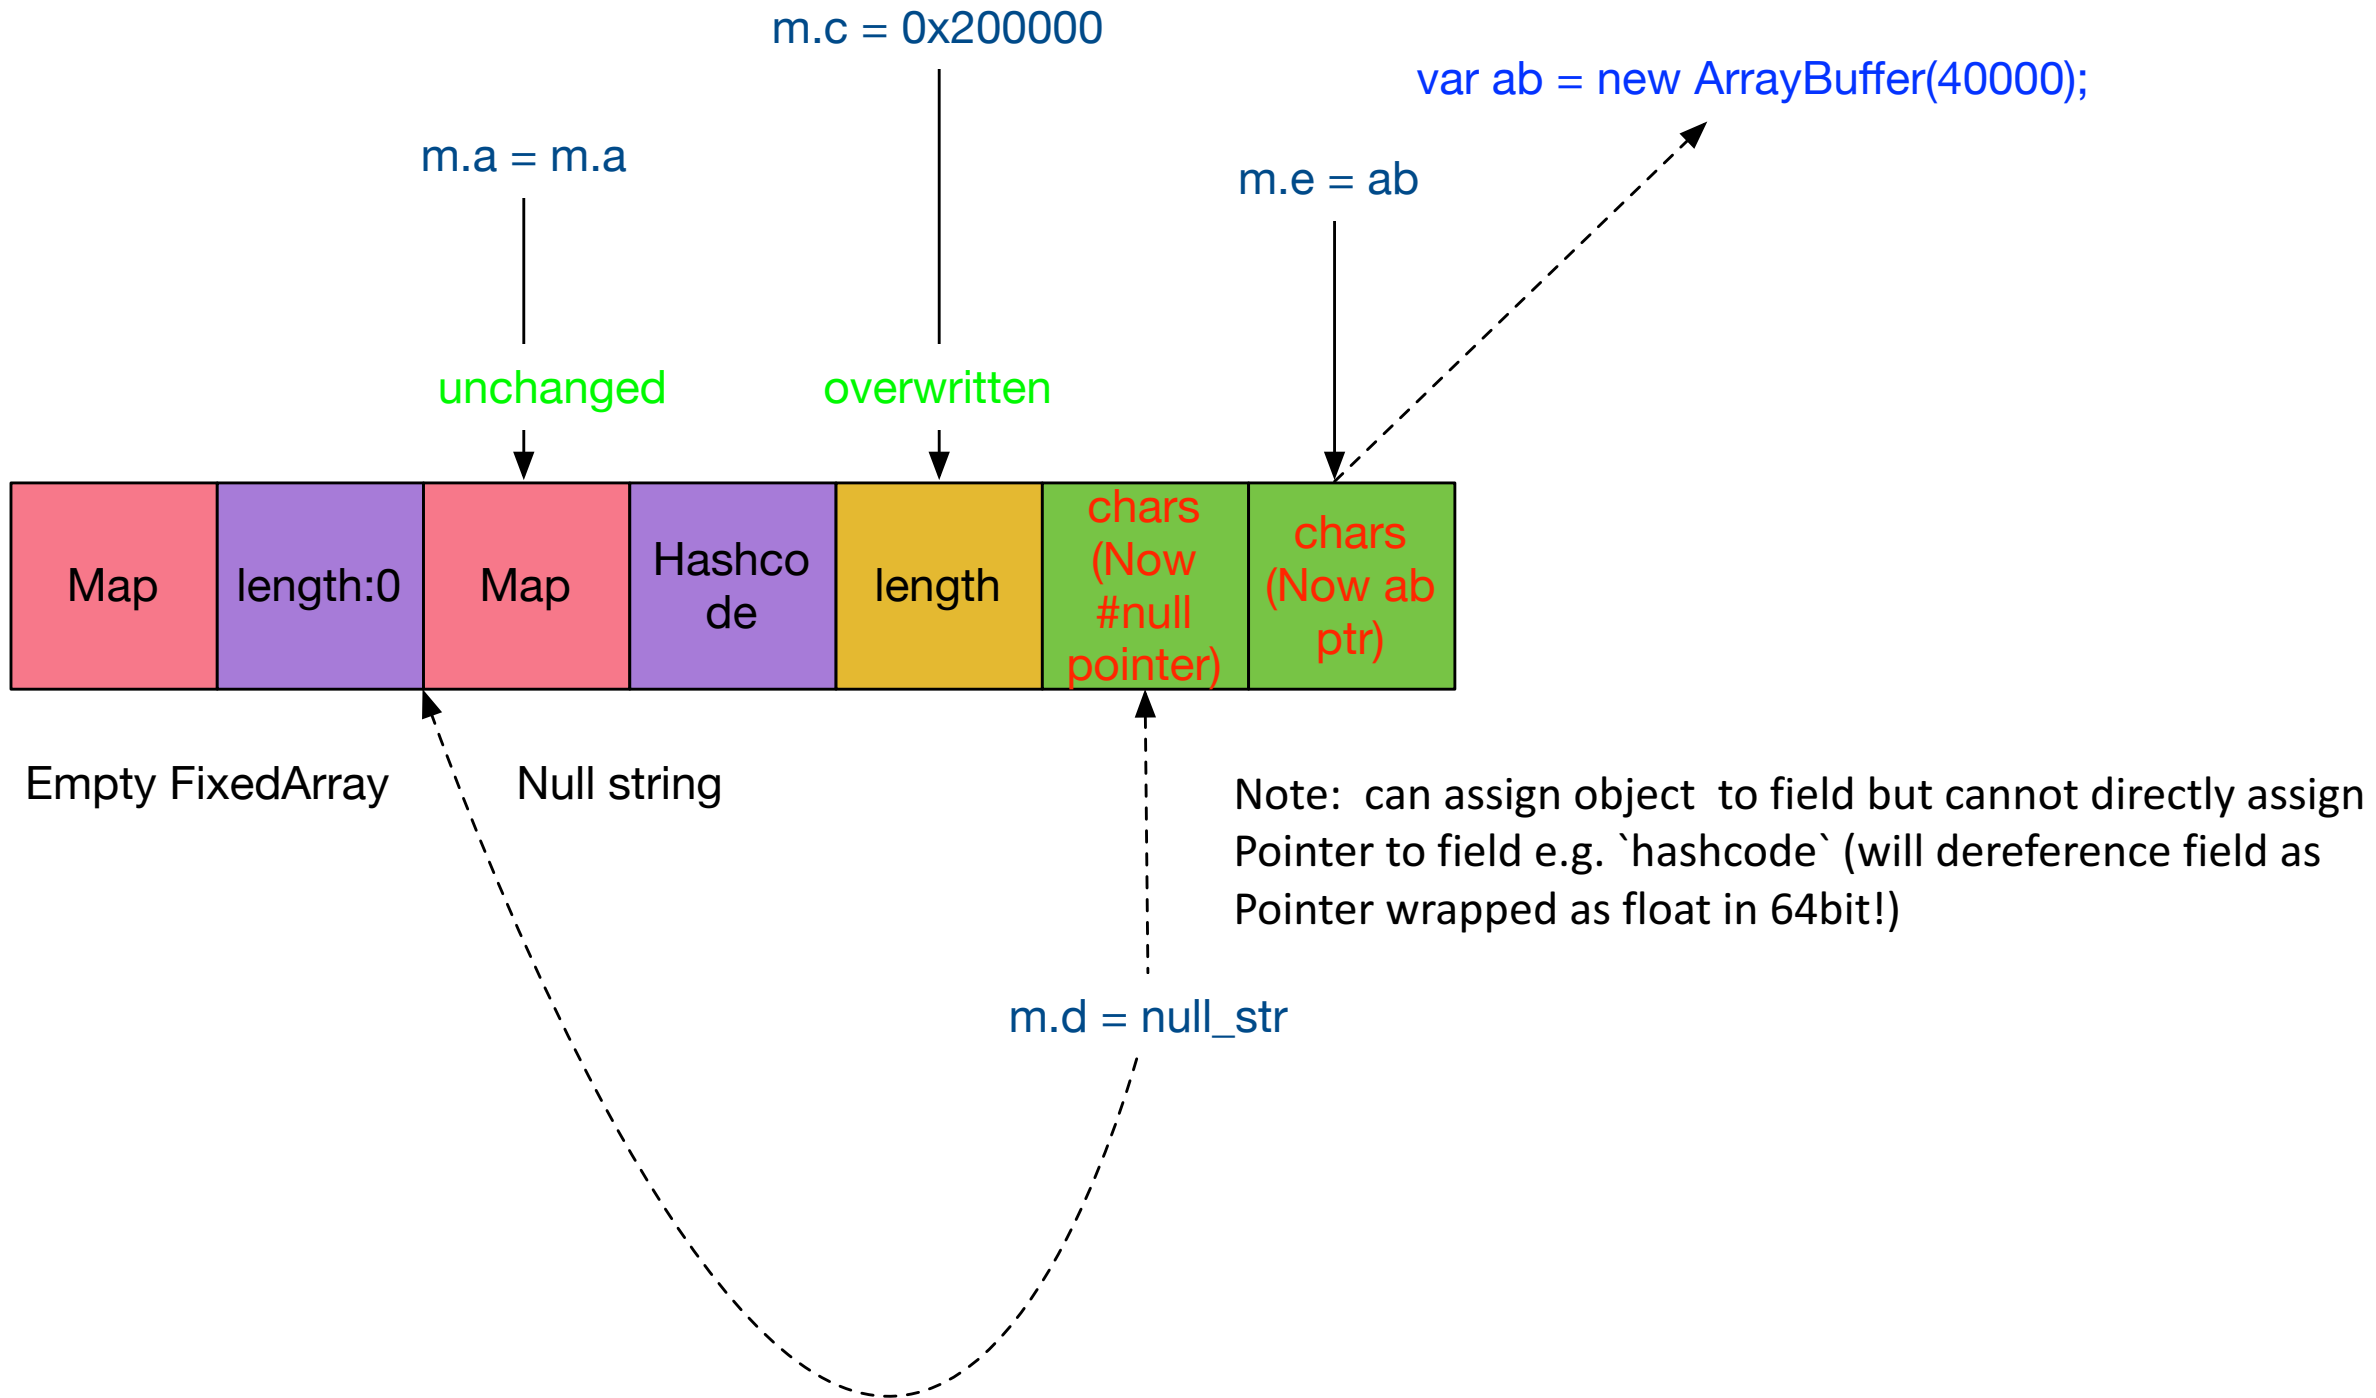 m.c = 0x200000
var ab = new ArrayBuffer(40000);
m.a = m.a
m.e = ab
unchanged
overwritten
Map
length:0
Map
Hashco
de
length
chars
(Now
#null
pointer)
chars
(Now ab
ptr)
Empty FixedArray
Null string
Note:  can assign object  to field but cannot directly assign
Pointer to field e.g. `hashcode` (will dereference field as
Pointer wrapped as float in 64bit!)
m.d = null_str